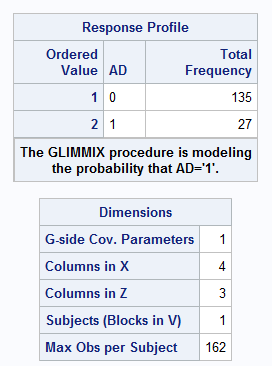 Response Profile
Ordered Value AD Total Frequency
1 0 135
2 1 27
The GLIMMIX procedure is modeling
the probability that AD='1'.
Dimensions
G-side Cov. Parameters 1
Columns in X 4
Columns in Z 3
Subjects (Blocks in V) 1
Max Obs per Subject 162